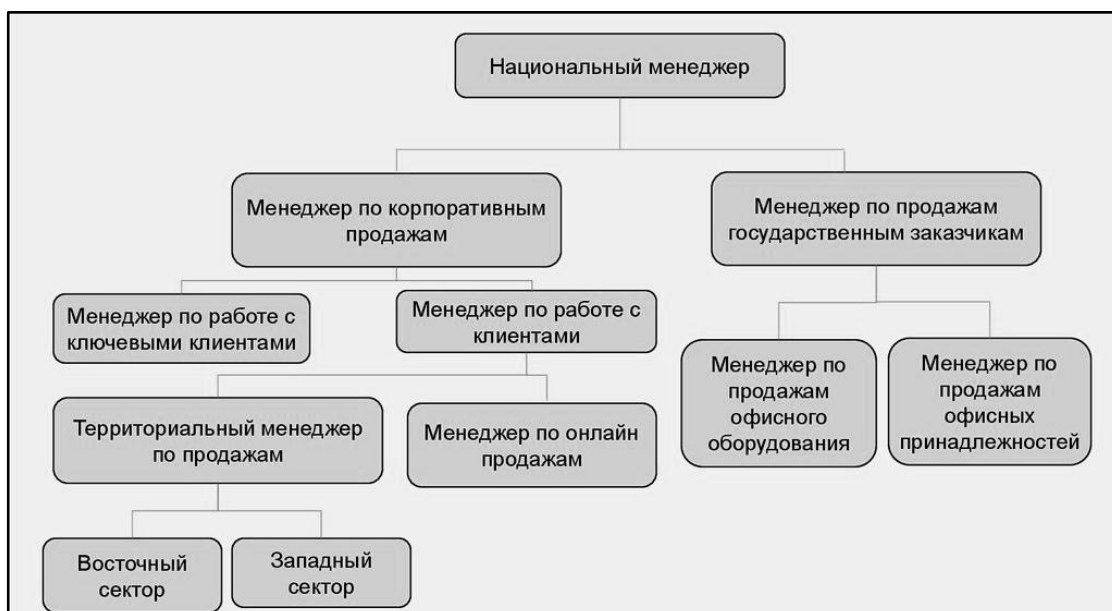 Национальный менеджер
Менеджер по корпоративным
продажам
Менеджер по продажам
государственным заказчикам
Менеджер по работе с
ключевыми клиентами
Менеджер по работе с
клиентами
Менеджер по
продажам
офисного
оборудования
Менеджер по
продажам
офисных
принадлежностей
Территориальный менеджер
по продажам
Менеджер по онлайн
продажам
Восточный
сектор
Западный
сектор